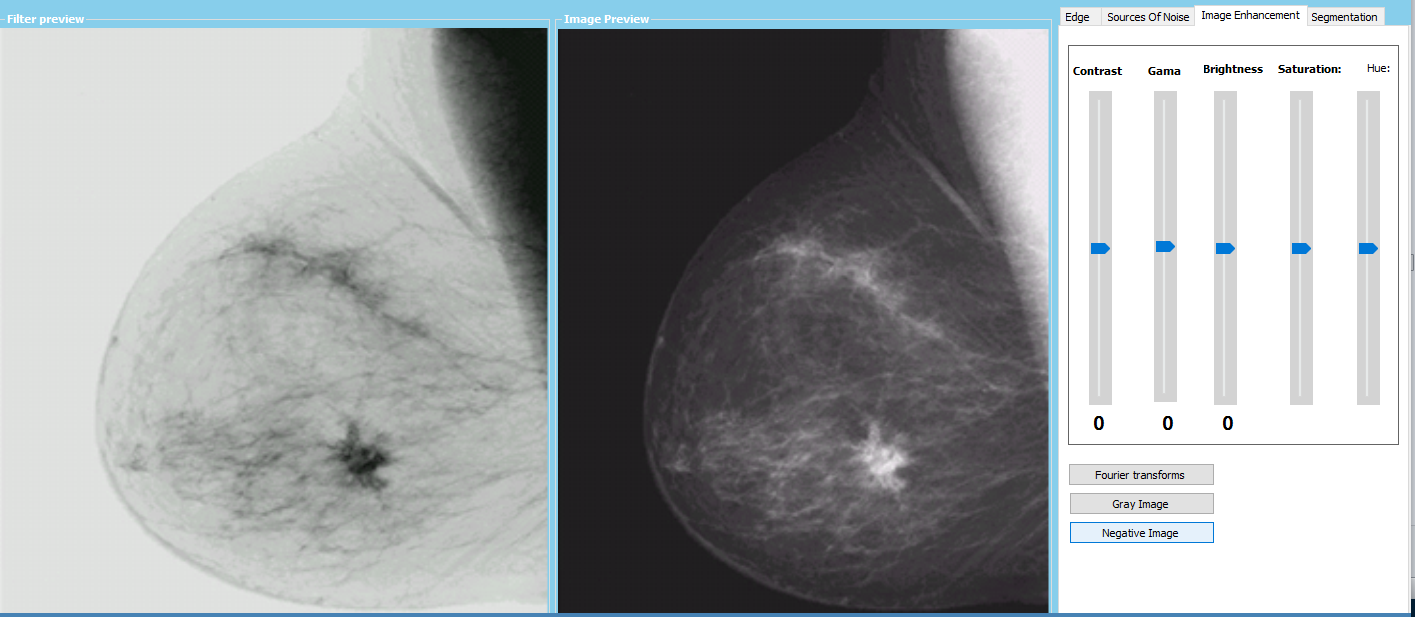 Filter preview
Image Preview
Edge
Sources Of Noise
Image Enhancement
Segmentation
Contrast
Gama
Brightness
Saturation:
Hue:
0
0
0
Fourier transforms
Gray Image
Negative Image